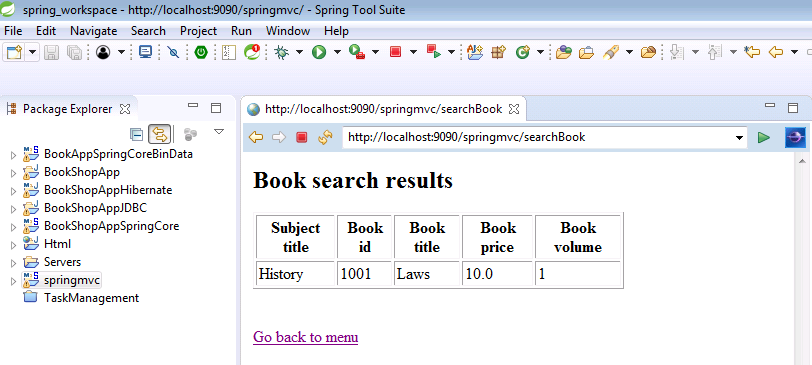 spring_workspace - http://localhost:9090/springmvc/ - Spring Tool Suite
File Edit Navigate Search Project Run Window Help
Package Explorer
http://localhost:9090/springmvc/searchBook
http://localhost:9090/springmvc/searchBook
BookAppSpringCoreBinData
BookShopApp
BookShopAppHibernate
BookShopAppJDBC
BookShopAppSpringCore
Html
Servers
springmvc
TaskManagement
Book search results
Subject title Book id Book title Book price Book volume
History 1001 Laws 10.0 1
Go back to menu